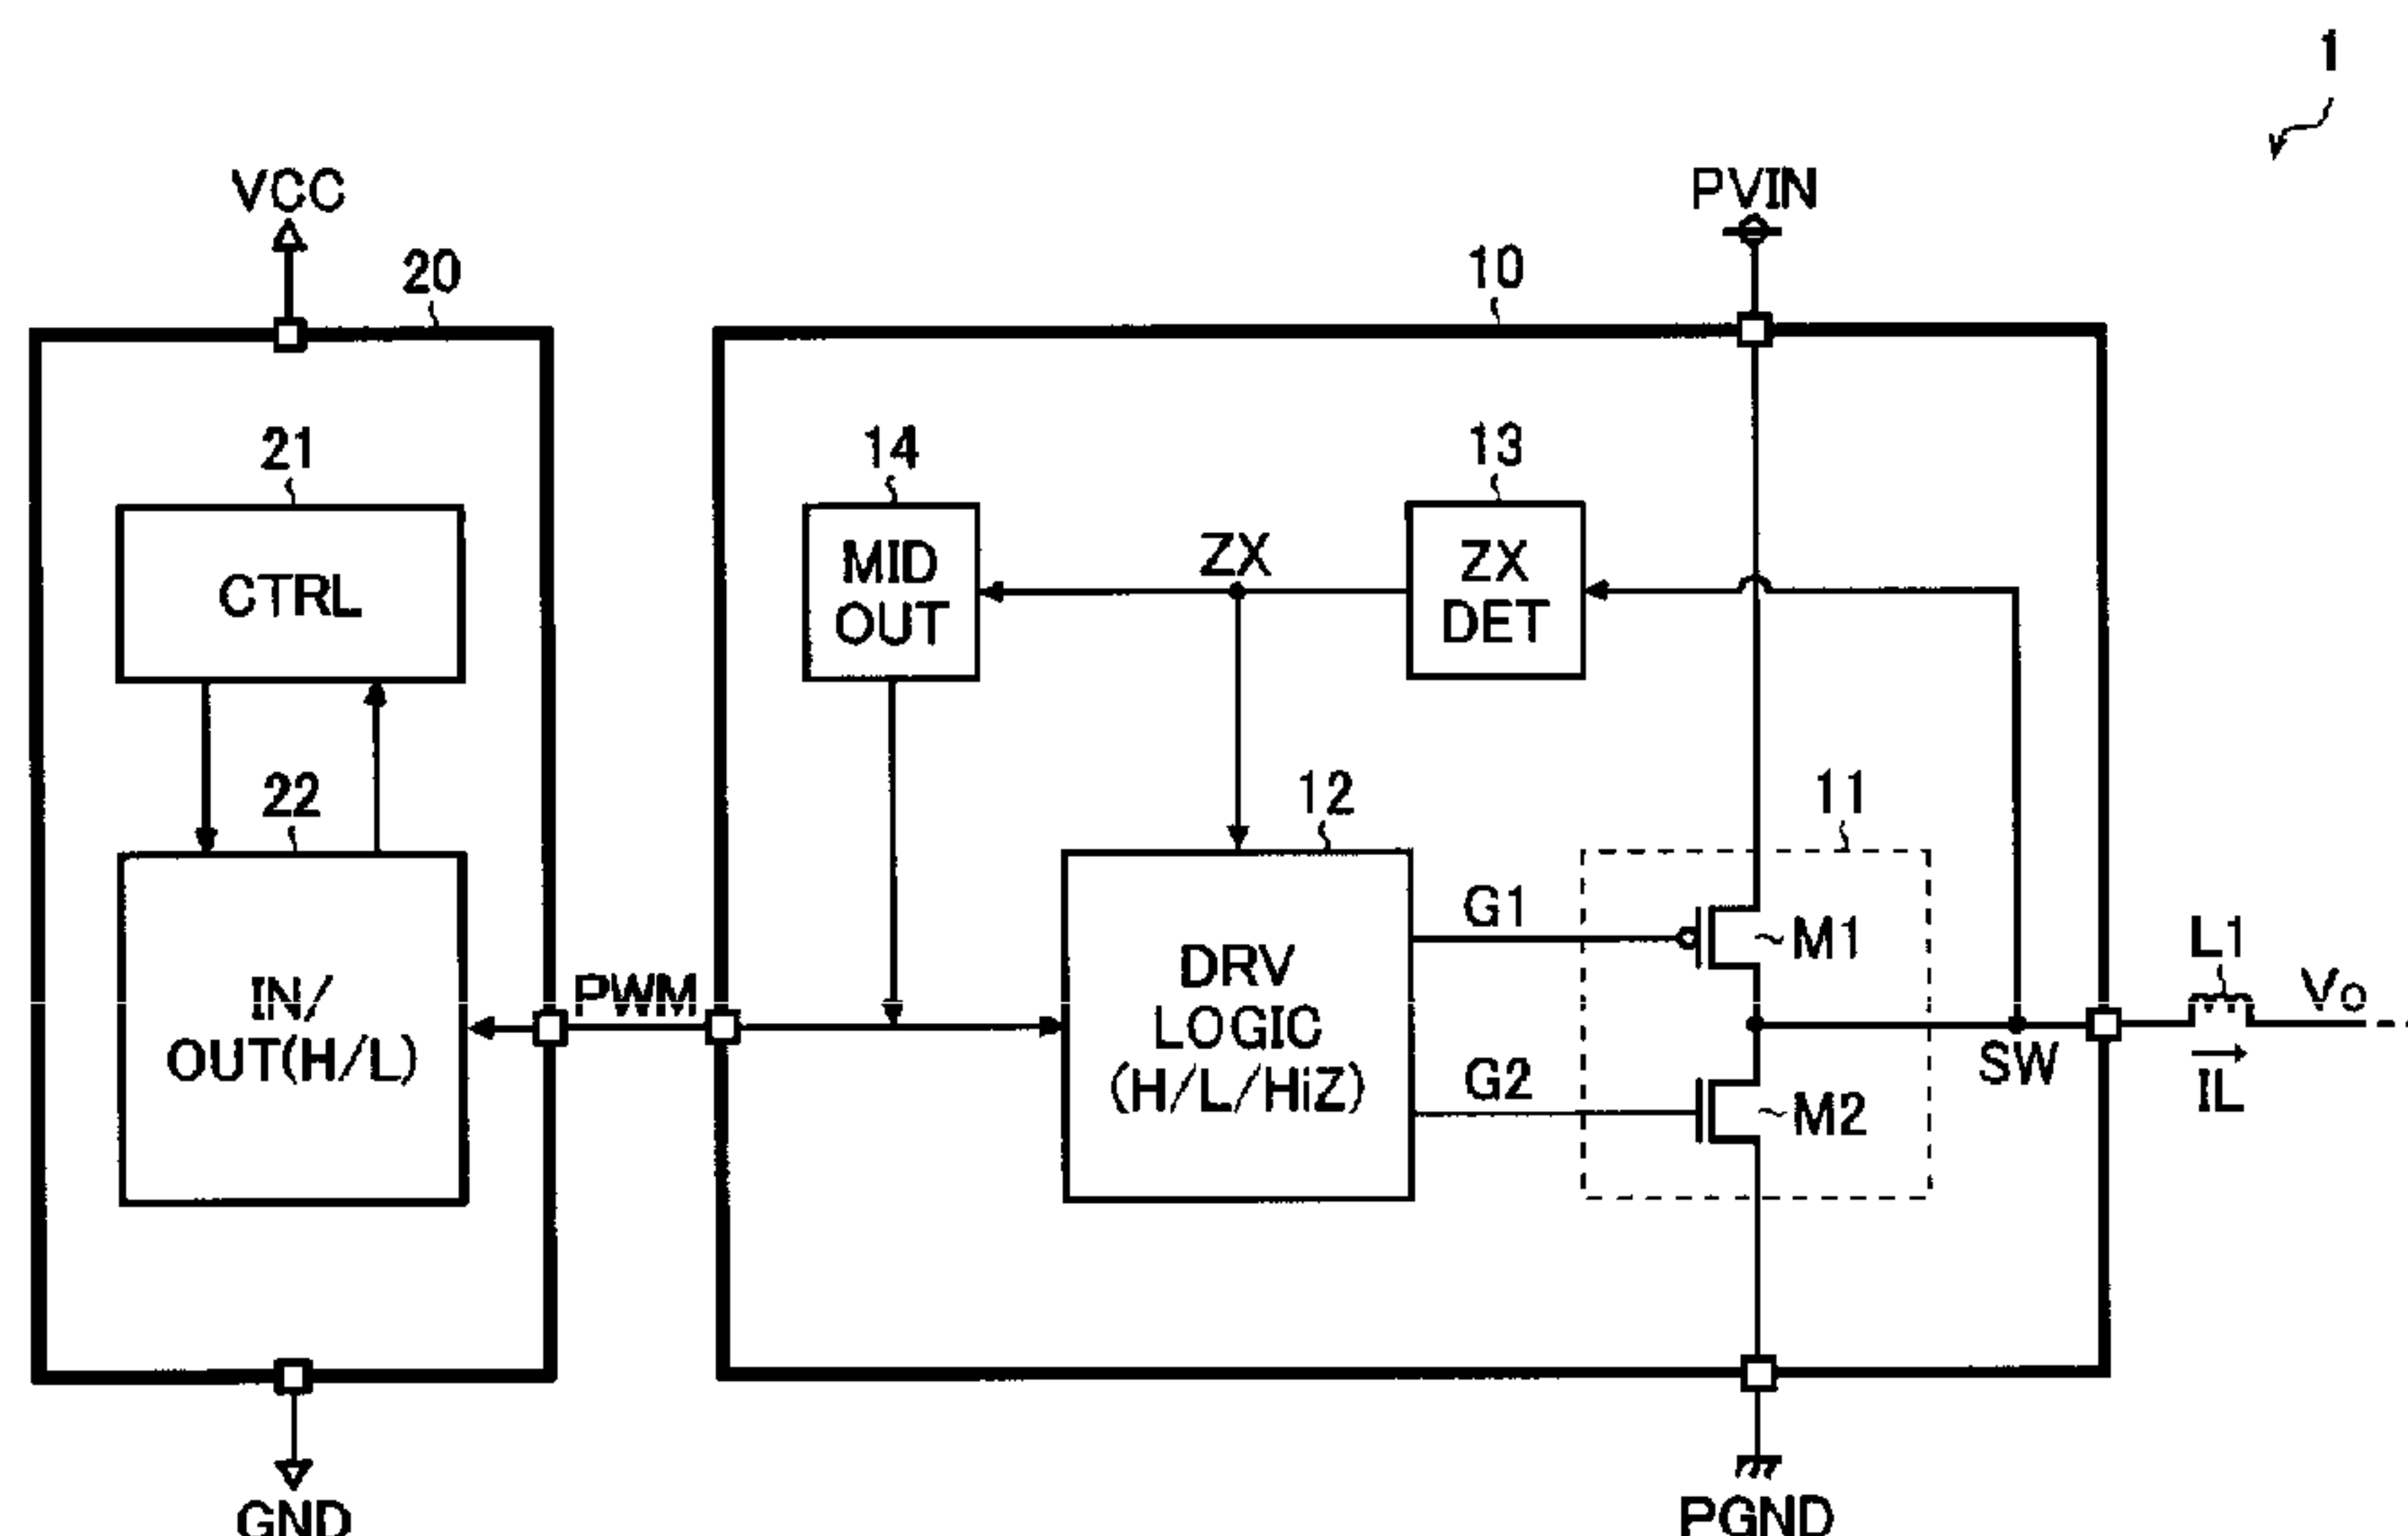 1
VCC
PVIN
20
10
21
14
13
CTRL
MID
OUT
ZX
ZX
DET
22
12
11
IN/
OUT(H/L)
PWM
DRV
LOGIC
(H/L/HiZ)
G1
G2
M1
M2
SW
L1
IL
Vo
GND
PGND